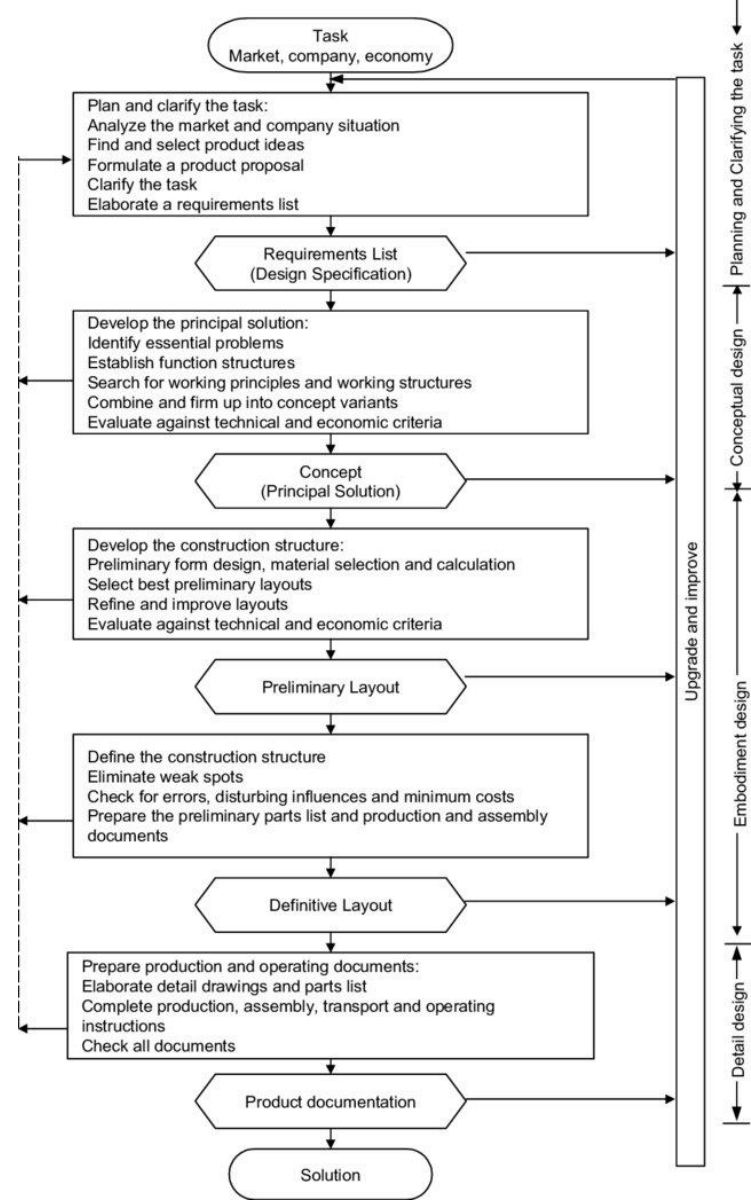 Task
Market, company, economy
Plan and clarify the task:
Analyze the market and company situation
Find and select product ideas
Formulate a product proposal
Clarify the task
Elaborate a requirements list
Requirements List
(Design Specification)
Develop the principal solution:
Identify essential problems
Establish function structures
Search for working principles and working structures
Combine and firm up into concept variants
Evaluate against technical and economic criteria
Concept
(Principal Solution)
Develop the construction structure:
Preliminary form design, material selection and calculation
Select best preliminary layouts
Refine and improve layouts
Evaluate against technical and economic criteria
Preliminary Layout
Define the construction structure
Eliminate weak spots
Check for errors, disturbing influences and minimum costs
Prepare the preliminary parts list and production and assembly
documents
Definitive Layout
Prepare production and operating documents:
Elaborate detail drawings and parts list
Complete production, assembly, transport and operating
instructions
Check all documents
Product documentation
Solution
Upgrade and improve
Planning and Clarifying the task
Conceptual design
Embodiment design
Detail design